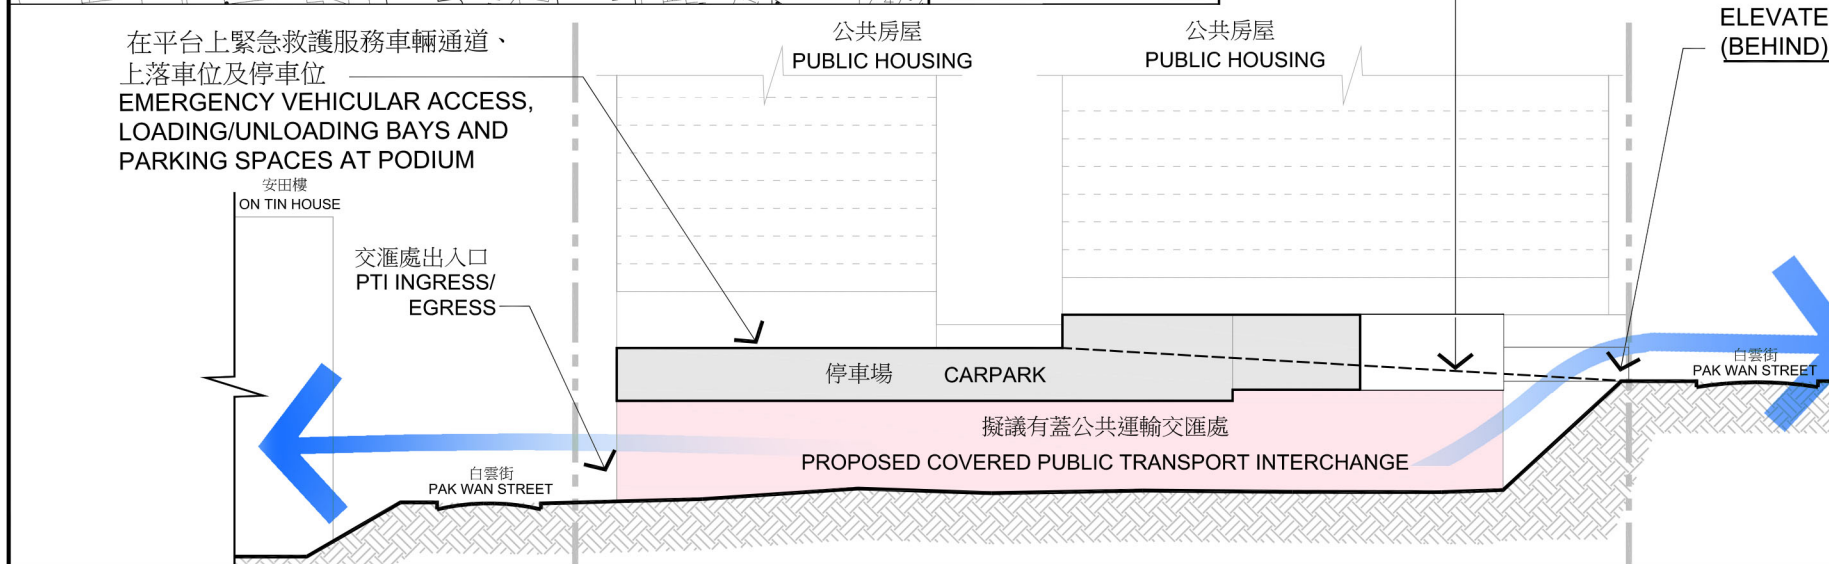 在平台上緊急救護服務車輛通道、
上落車位及停車位
EMERGENCY VEHICULAR ACCESS,
LOADING/UNLOADING BAYS AND
PARKING SPACES AT PODIUM
公共房屋
PUBLIC HOUSING
公共房屋
PUBLIC HOUSING
ELEVATE
(BEHIND)
安田樓
ON TIN HOUSE
交滙處出入口
PTI INGRESS/
EGRESS
停車場 CARPARK
白雲街
PAK WAN STREET
擬議有蓋公共運輸交匯處
PROPOSED COVERED PUBLIC TRANSPORT INTERCHANGE
白雲街
PAK WAN STREET